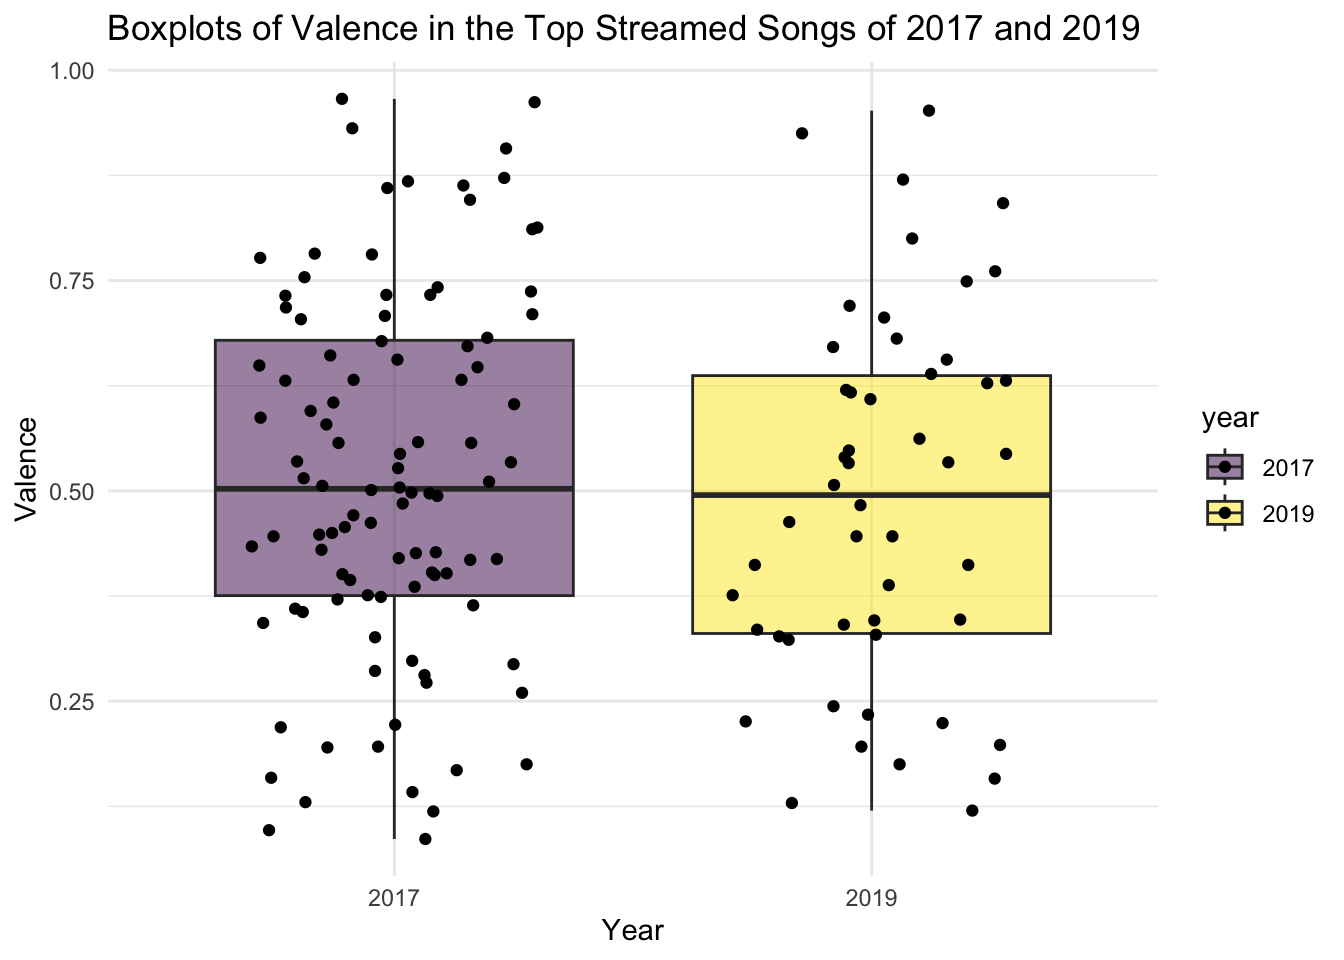 Boxplots of Valence in the Top Streamed Songs of 2017 and 2019
1.00
0.75
0.50
0.25
Valence
2017
2019
Year
year
2017
2019